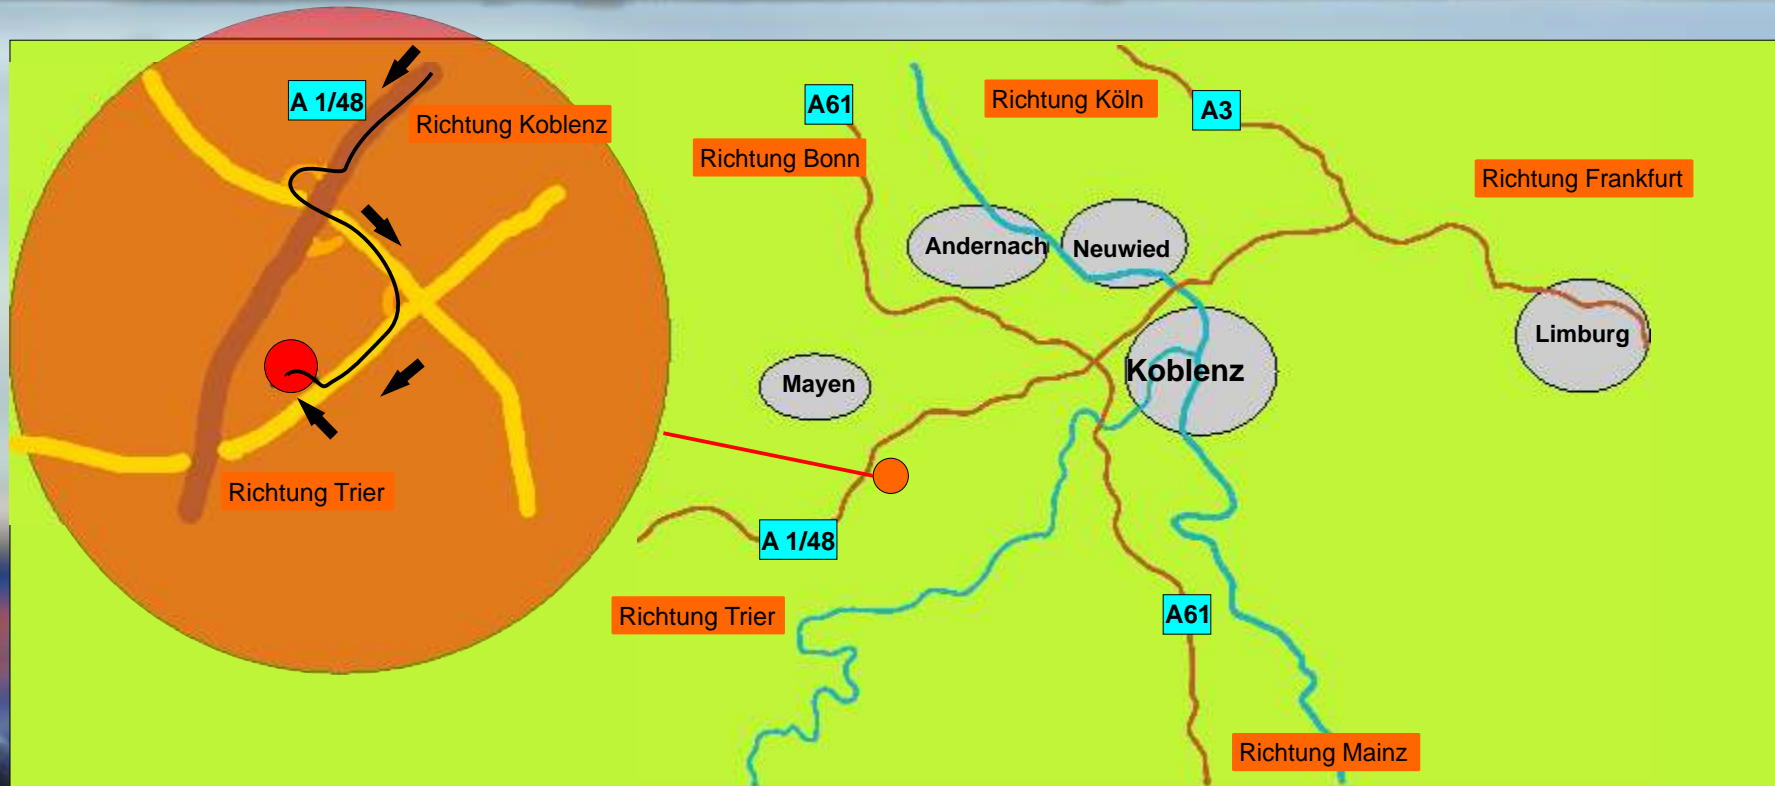 A 1/48
Richtung Koblenz
Richtung Trier
A61
Richtung Bonn
Richtung Köln
A3
Richtung Frankfurt
Andernach
Neuwied
Limburg
Mayen
Koblenz
A 1/48
Richtung Trier
A61
Richtung Mainz